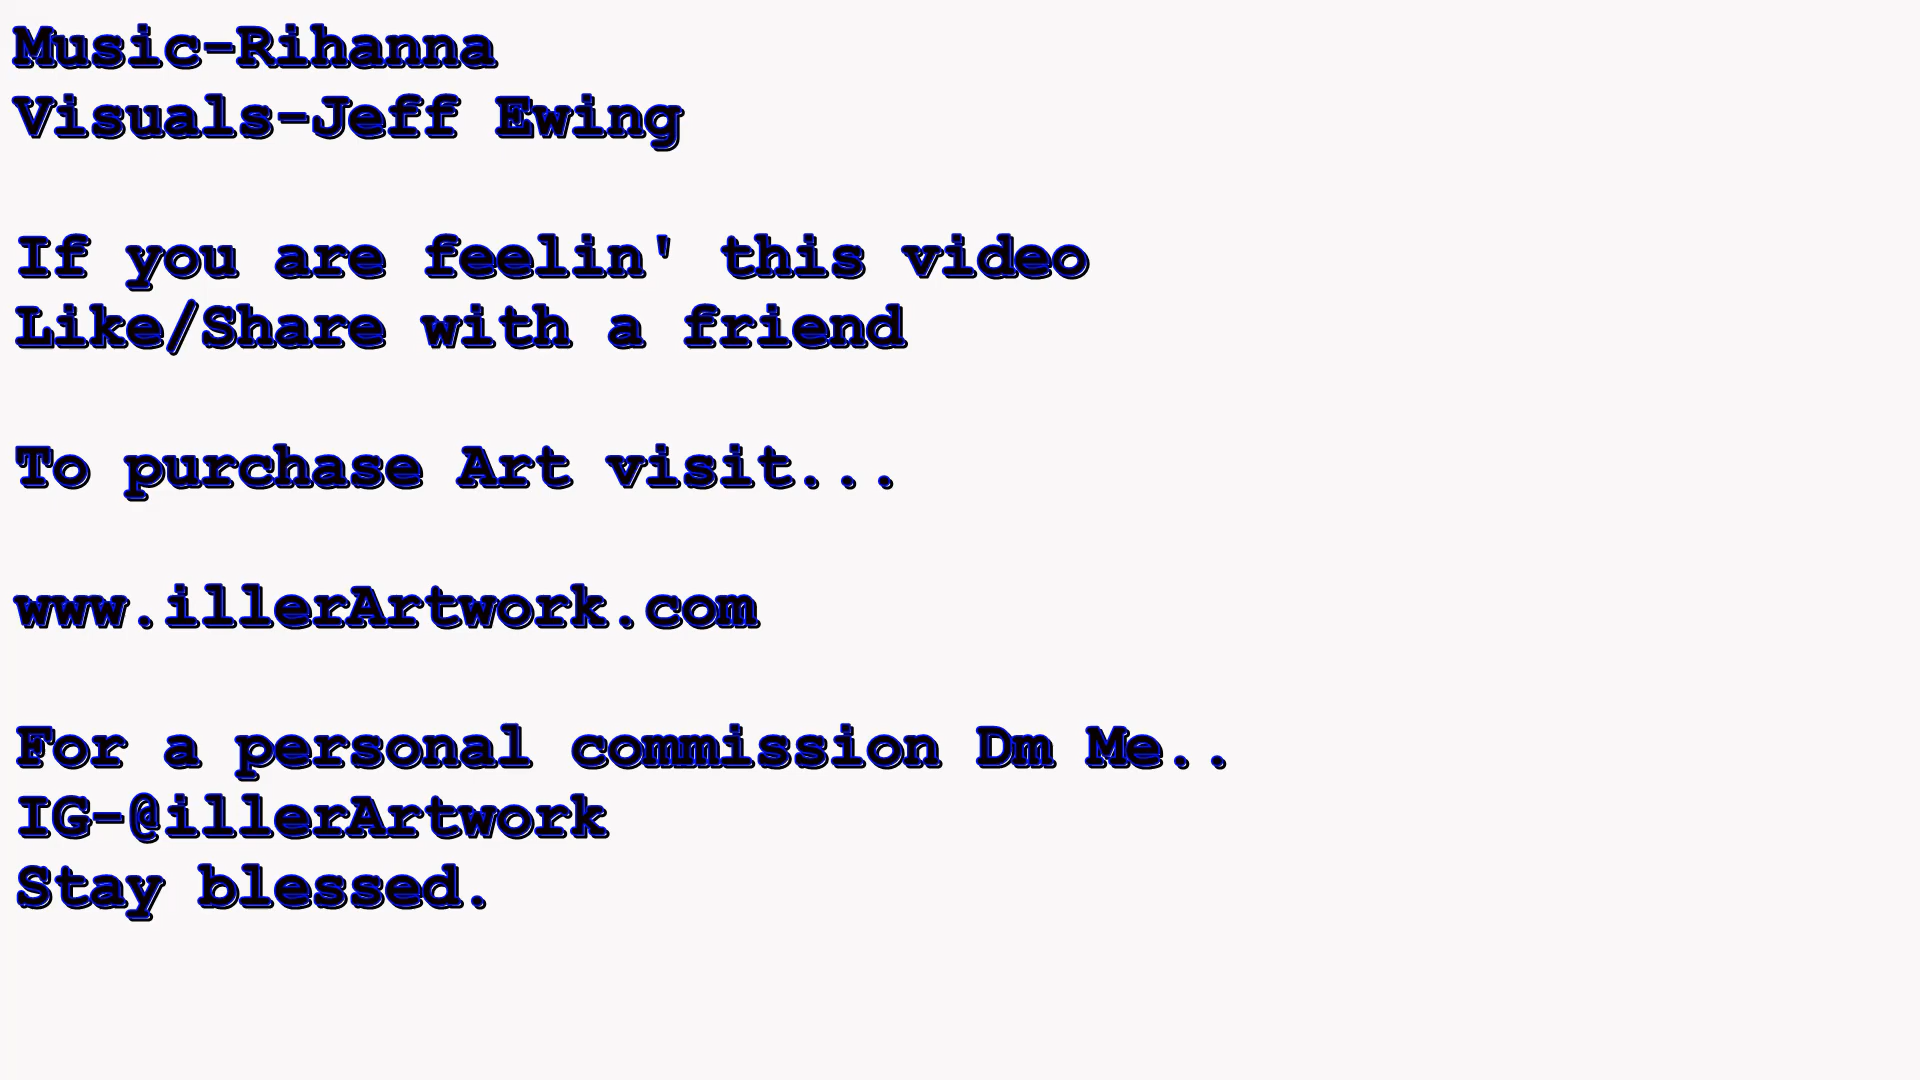 Music-Rihanna
Visuals-Jeff Ewing
If you are feelin' this video
Like/Share with a friend
To purchase Art visit...
www.illerArtwork.com
For a personal commission Dm Me..
IG-@illerArtwork
Stay blessed.